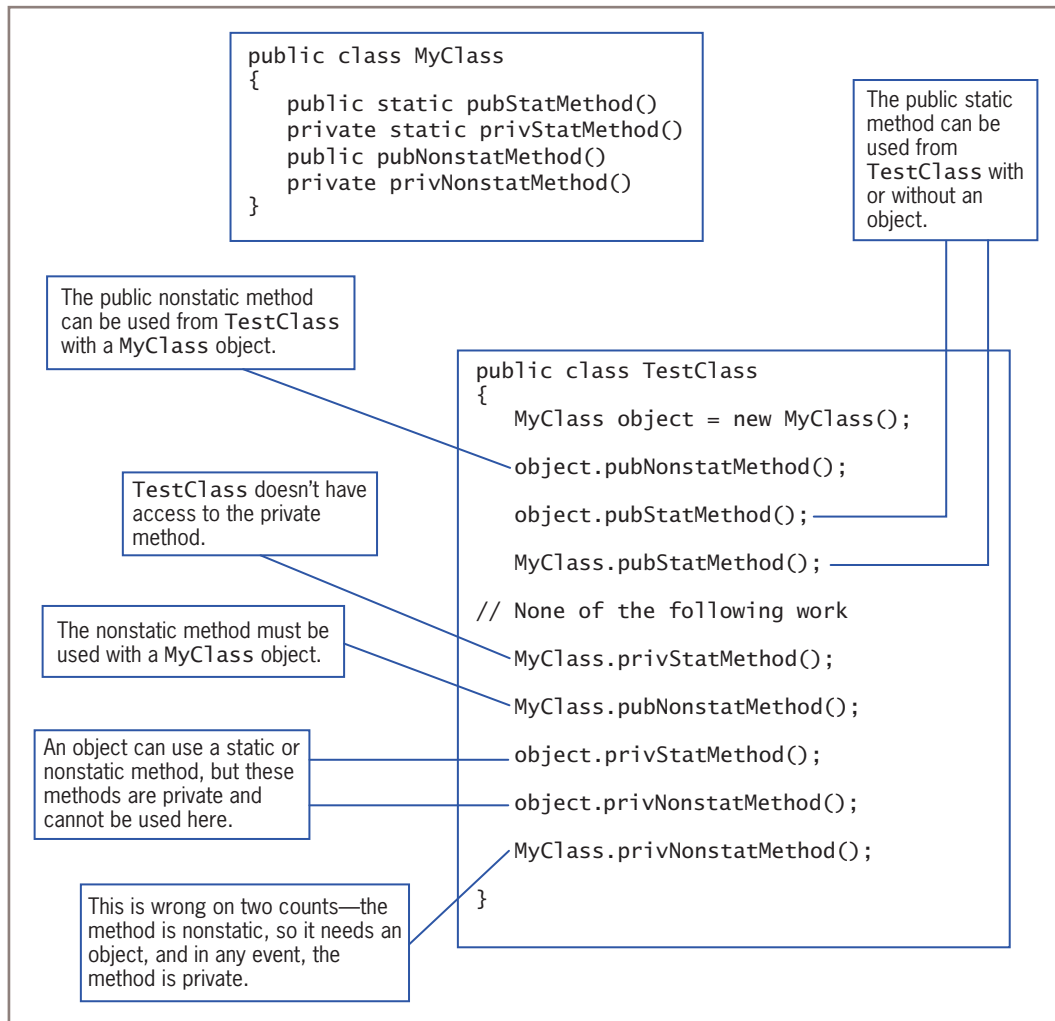 public class MyClass
{
public static pubStatMethod()
private static privStatMethod()
public pubNonstatMethod()
private privNonstatMethod()
}
The public static
method can be
used from
TestClass with
or without an
object.
The public nonstatic method
can be used from TestClass
with a MyClass object.
TestClass doesn't have
access to the private
method.
The nonstatic method must be
used with a MyClass object.
An object can use a static or
nonstatic method, but these
methods are private and
cannot be used here.
This is wrong on two counts—the
method is nonstatic, so it needs an
object, and in any event, the
method is private.
public class TestClass
{
MyClass object = new MyClass();
object.pubNonstatMethod();
object.pubStatMethod();
MyClass.pubStatMethod();
// None of the following work
MyClass.privStatMethod();
MyClass.pubNonstatMethod();
object.privStatMethod();
object.privNonstatMethod();
MyClass.privNonstatMethod();
}